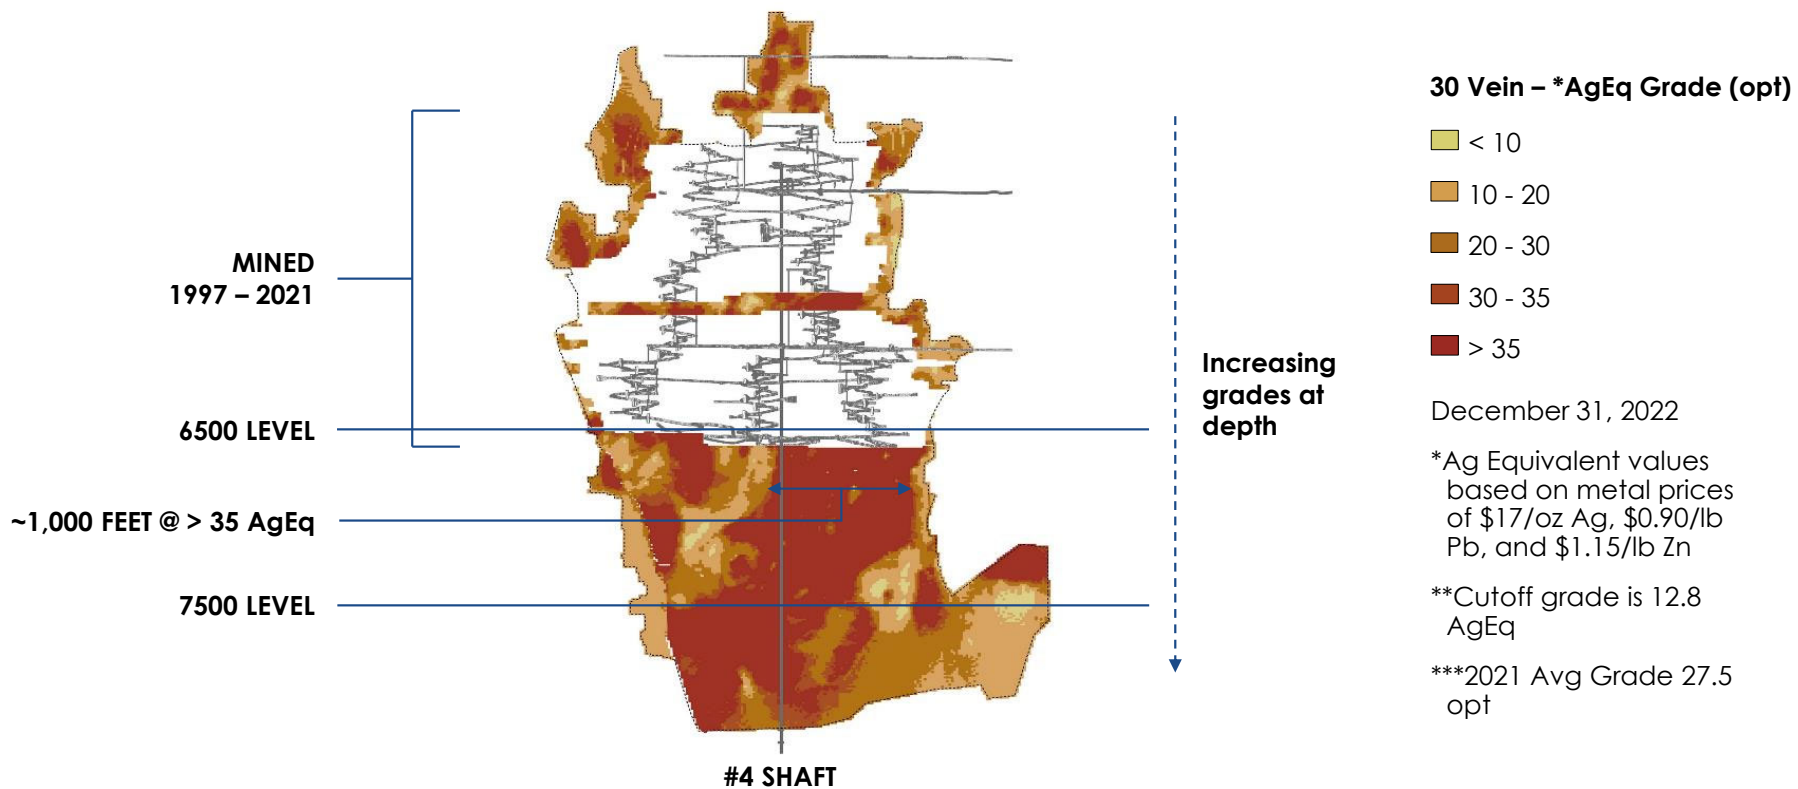 MINED
1997 – 2021
6500 LEVEL
~1,000 FEET @ > 35 AgEq
7500 LEVEL
#4 SHAFT
Increasing
grades at
depth
30 Vein – *AgEq Grade (opt)
< 10
10 - 20
20 - 30
30 - 35
> 35
December 31, 2022
*Ag Equivalent values
based on metal prices
of $17/oz Ag, $0.90/lb
Pb, and $1.15/lb Zn
**Cutoff grade is 12.8
AgEq
***2021 Avg Grade 27.5
opt